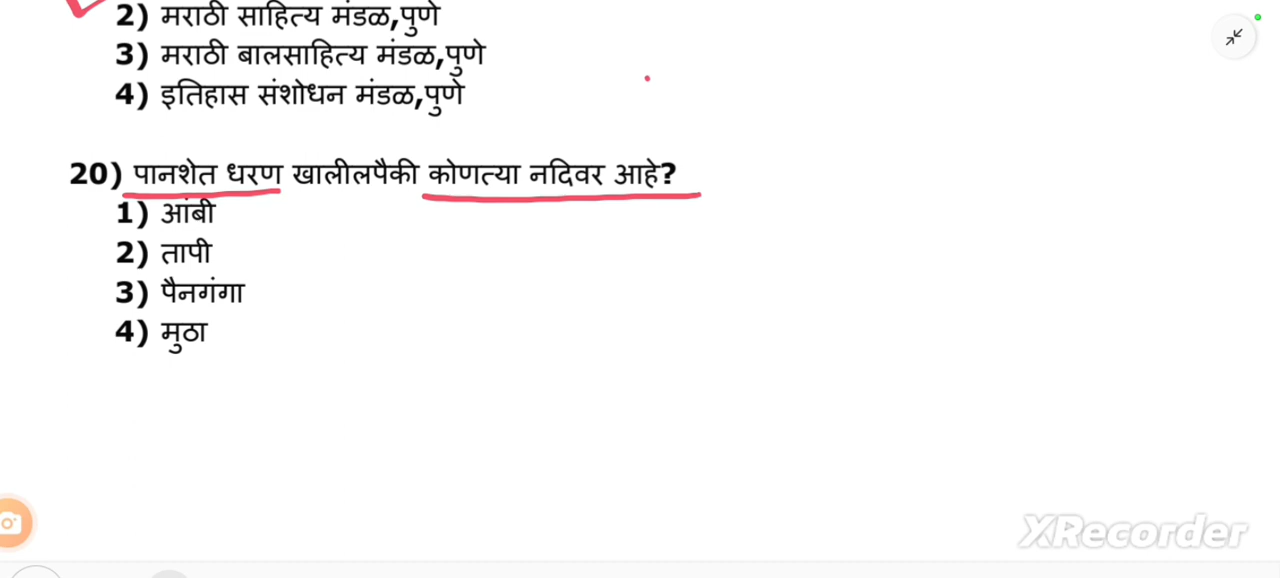 2) मराठी साहित्य मंडळ,पुणे
3) मराठी बालसाहित्य मंडळ,पुणे
4) इतिहास संशोधन मंडळ,पुणे
20) पानशेत धरण खालीलपैकी कोणत्या नदिवर आहे?
1) आंबी
2) तापी
3) पैनगंगा
4) मुठा
XRecorder